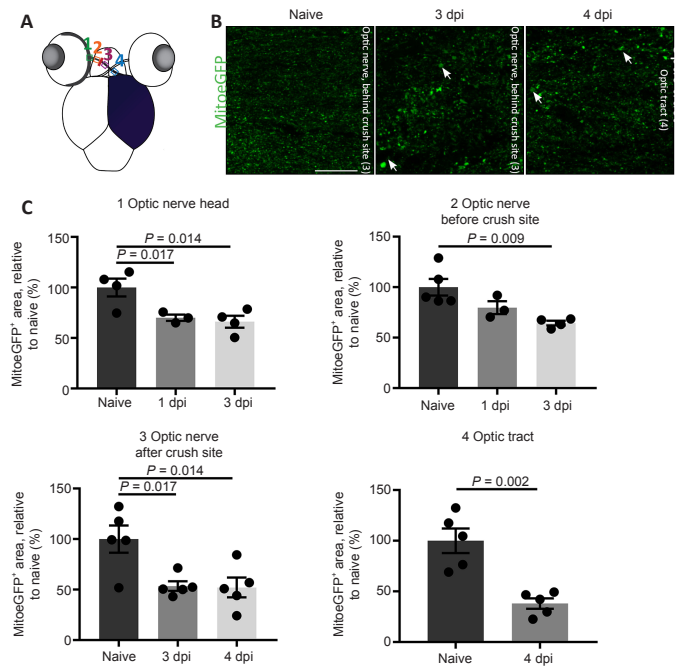 A
1
2
3
4
B
Naive
3 dpi
4 dpi
MitoeGFP
Optic nerve, behind crush site (3)
Optic nerve, behind crush site (3)
Optic tract (4)
C
1 Optic nerve head
P = 0.014
P = 0.017
MitoeGFP⁺ area, relative
to naive (%)
150
100
50
0
Naive
1 dpi
3 dpi
2 Optic nerve
before crush site
P = 0.009
MitoeGFP⁺ area, relative
to naive (%)
150
100
50
0
Naive
1 dpi
3 dpi
3 Optic nerve
after crush site
P = 0.014
P = 0.017
MitoeGFP⁺ area, relative
to naive (%)
150
100
50
0
Naive
3 dpi
4 dpi
4 Optic tract
P = 0.002
MitoeGFP⁺ area, relative
to naive (%)
150
100
50
0
Naive
4 dpi